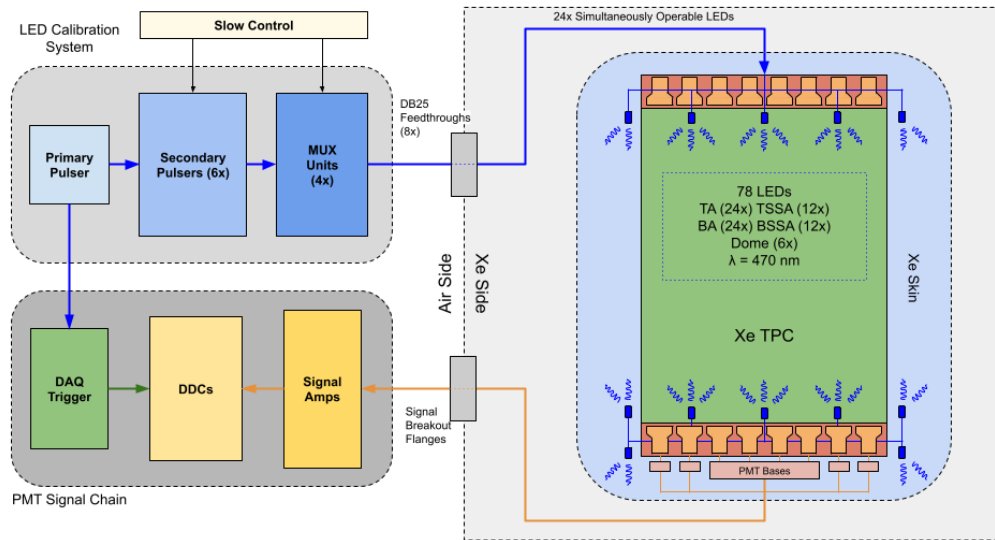 LED Calibration
System
Slow Control
24x Simultaneously Operable LEDs
DB25
Feedthroughs
(8x)
Primary
Pulser
Secondary
Pulsers (6x)
MUX
Units
(4x)
78 LEDs
TA (24x) TSSA (12x)
BA (24x) BSSA (12x)
Dome (6x)
λ = 470 nm
Air Side
Xe Side
Xe Skin
Xe TPC
DAQ
Trigger
DDCs
Signal
Amps
Signal
Breakout
Flanges
PMT Bases
PMT Signal Chain